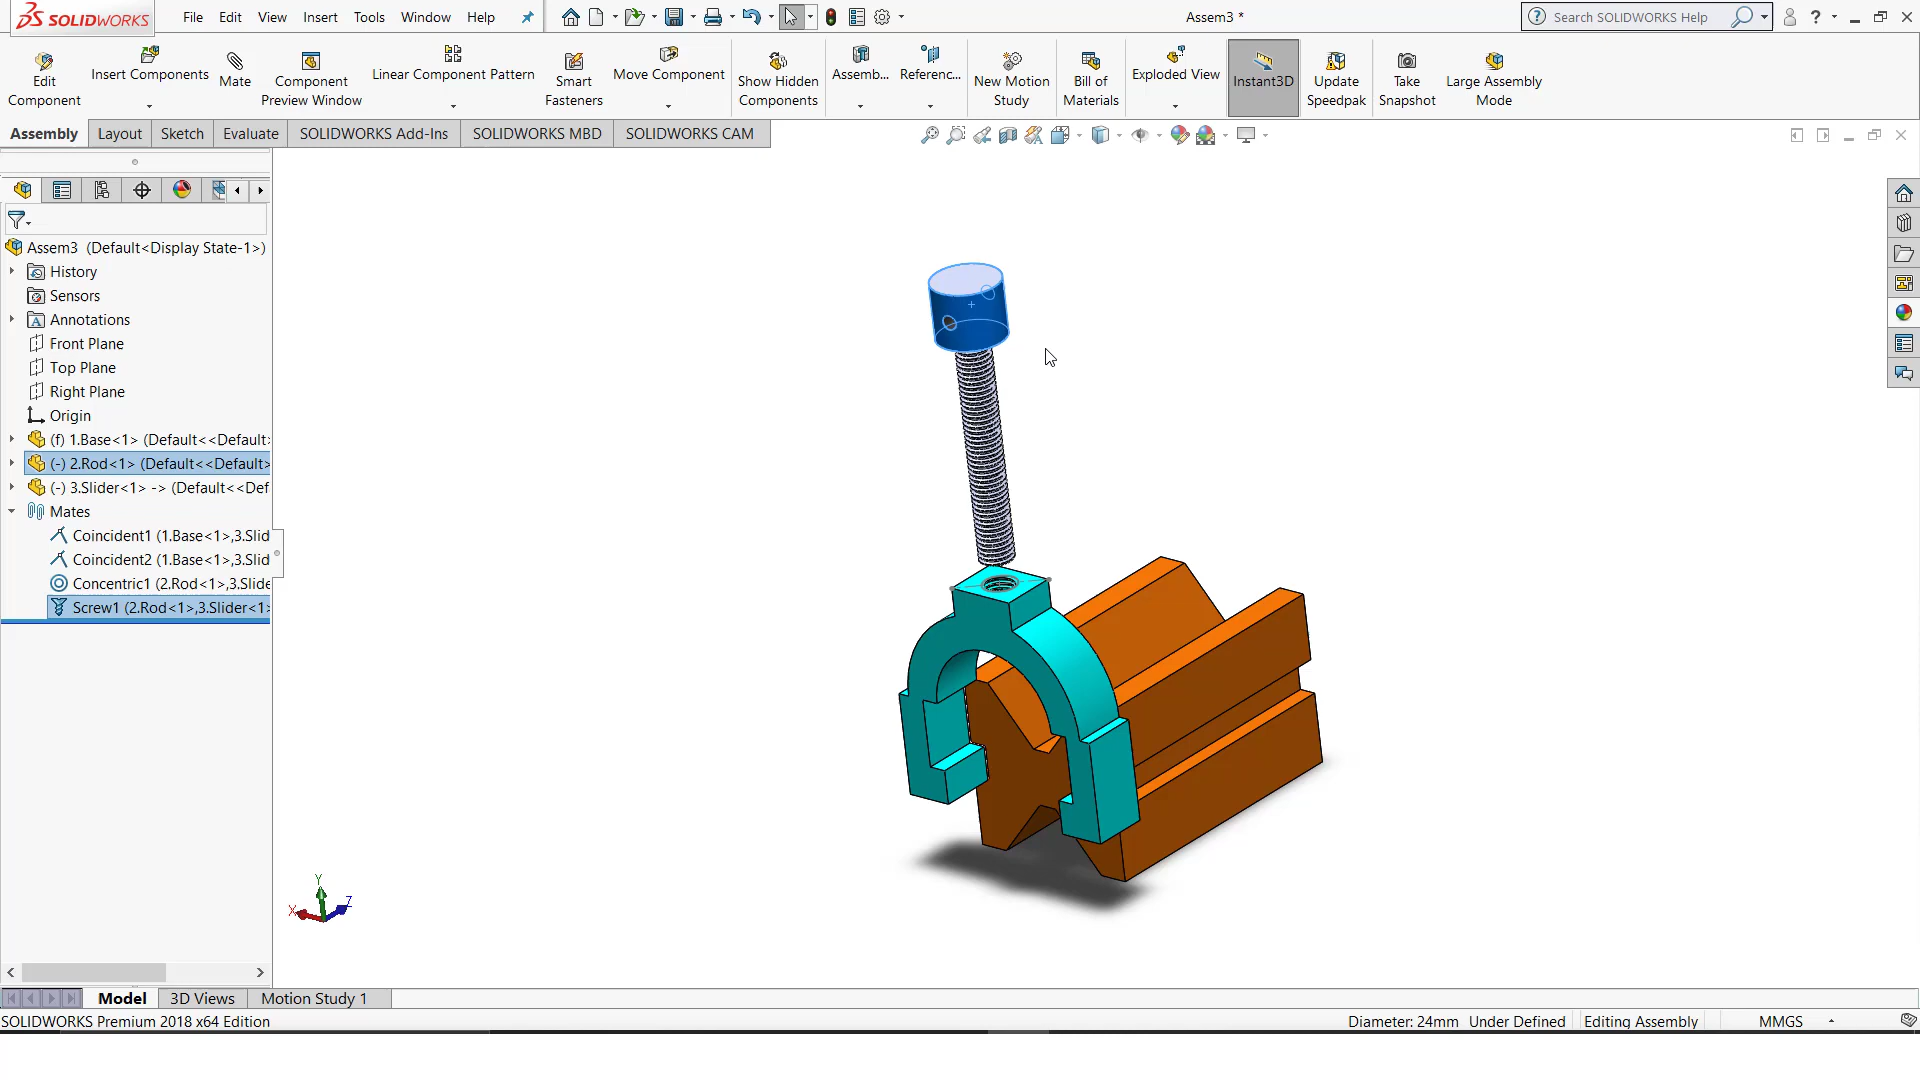 SOLIDWORKS File Edit View Insert Tools Window Help Assem3 * Search SOLIDWORKS Help
Edit Component
Insert Components
Mate
Component Preview Window
Linear Component Pattern
Smart Fasteners
Move Component
Show Hidden Components
Assemb...
Referenc...
New Motion Study
Bill of Materials
Exploded View
Instant3D
Update Speedpak
Take Snapshot
Large Assembly Mode
Assembly Layout Sketch Evaluate SOLIDWORKS Add-Ins SOLIDWORKS MBD SOLIDWORKS CAM
Assem3 (Default<Display State-1>)
History
Sensors
Annotations
Front Plane
Top Plane
Right Plane
Origin
(f) 1.Base<1> (Default<<Default>
(-) 2.Rod<1> (Default<<Default>
(-) 3.Slider<1> -> (Default<<Def
Mates
Coincident1 (1.Base<1>,3.Slid
Coincident2 (1.Base<1>,3.Slid
Concentric1 (2.Rod<1>,3.Slide
Screw1 (2.Rod<1>,3.Slider<1>
Y
X
Z
Model 3D Views Motion Study 1
SOLIDWORKS Premium 2018 x64 Edition Diameter: 24mm Under Defined Editing Assembly MMGS